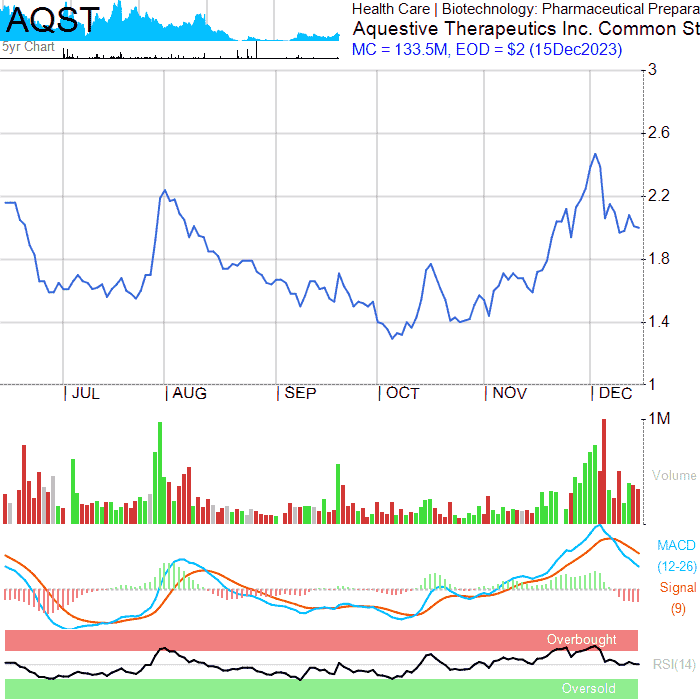 AQST
5yr Chart
Health Care | Biotechnology: Pharmaceutical Prepara
Aquestive Therapeutics Inc. Common St
MC = 133.5M, EOD = $2 (15Dec2023)
3
2.6
2.2
1.8
1.4
1
JUL AUG SEP OCT NOV DEC
1M
Volume
MACD
(12-26)
Signal
(9)
Overbought
RSI(14)
Oversold